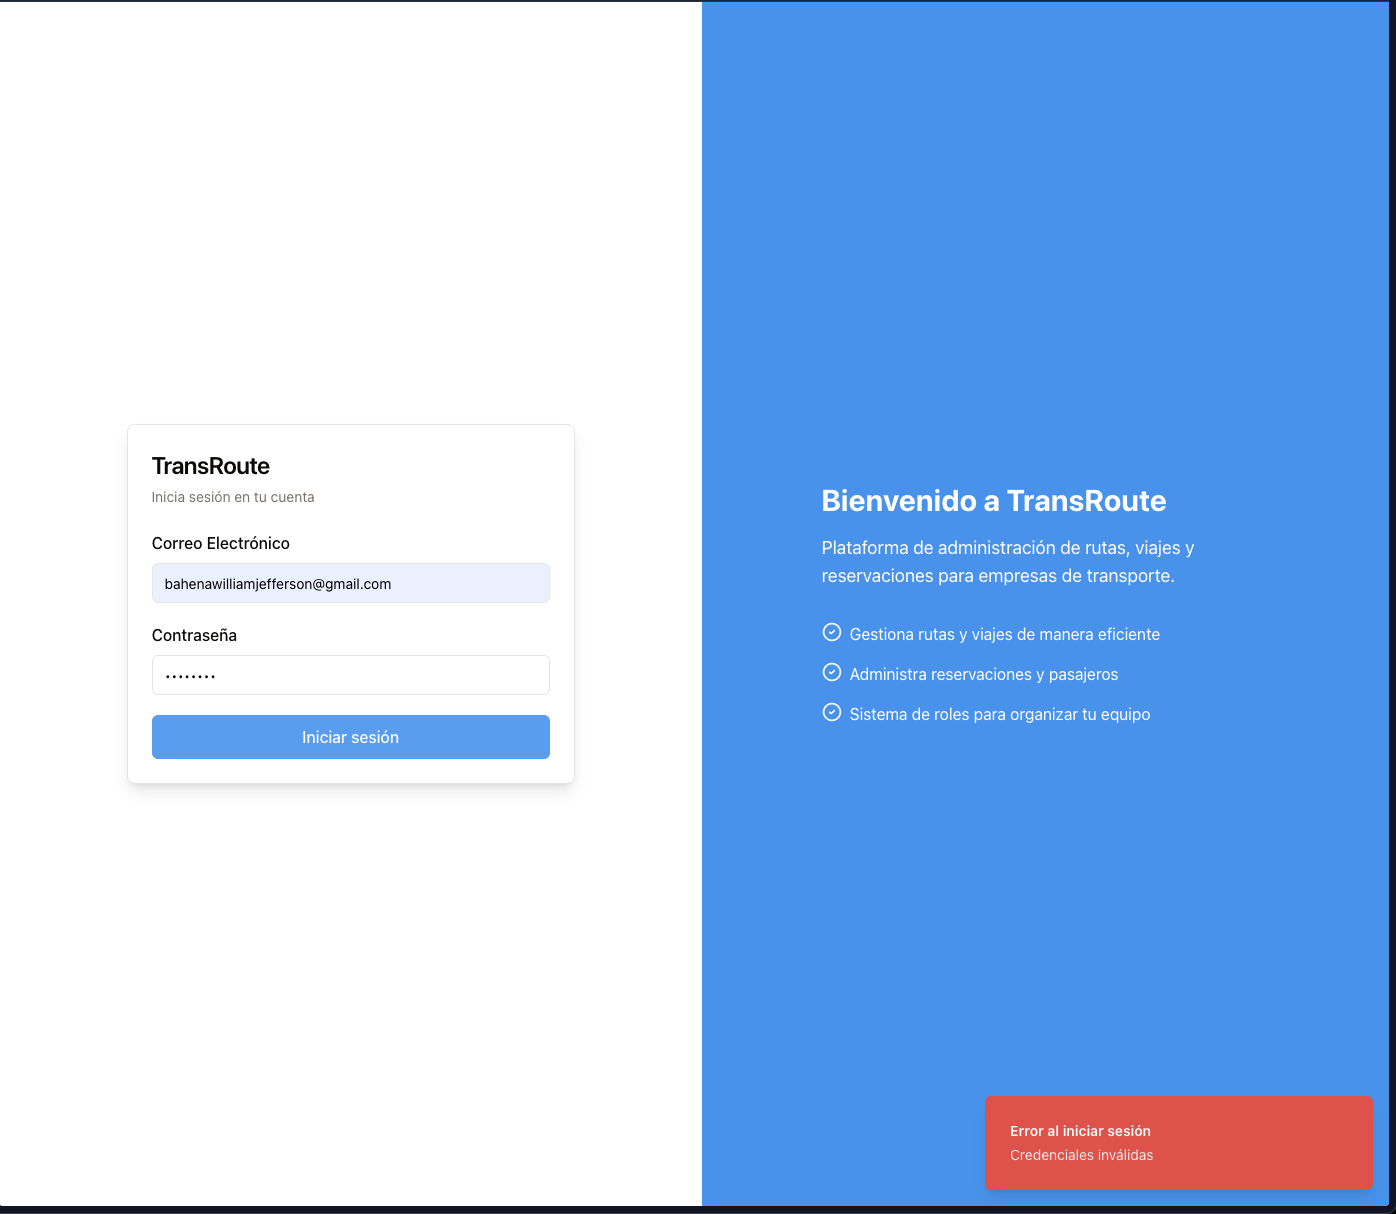 TransRoute
Inicia sesión en tu cuenta
Correo Electrónico
bahenawilliamjefferson@gmail.com
Contraseña
••••••••
Iniciar sesión
Bienvenido a TransRoute
Plataforma de administración de rutas, viajes y
reservaciones para empresas de transporte.
Gestiona rutas y viajes de manera eficiente
Administra reservaciones y pasajeros
Sistema de roles para organizar tu equipo
Error al iniciar sesión
Credenciales inválidas